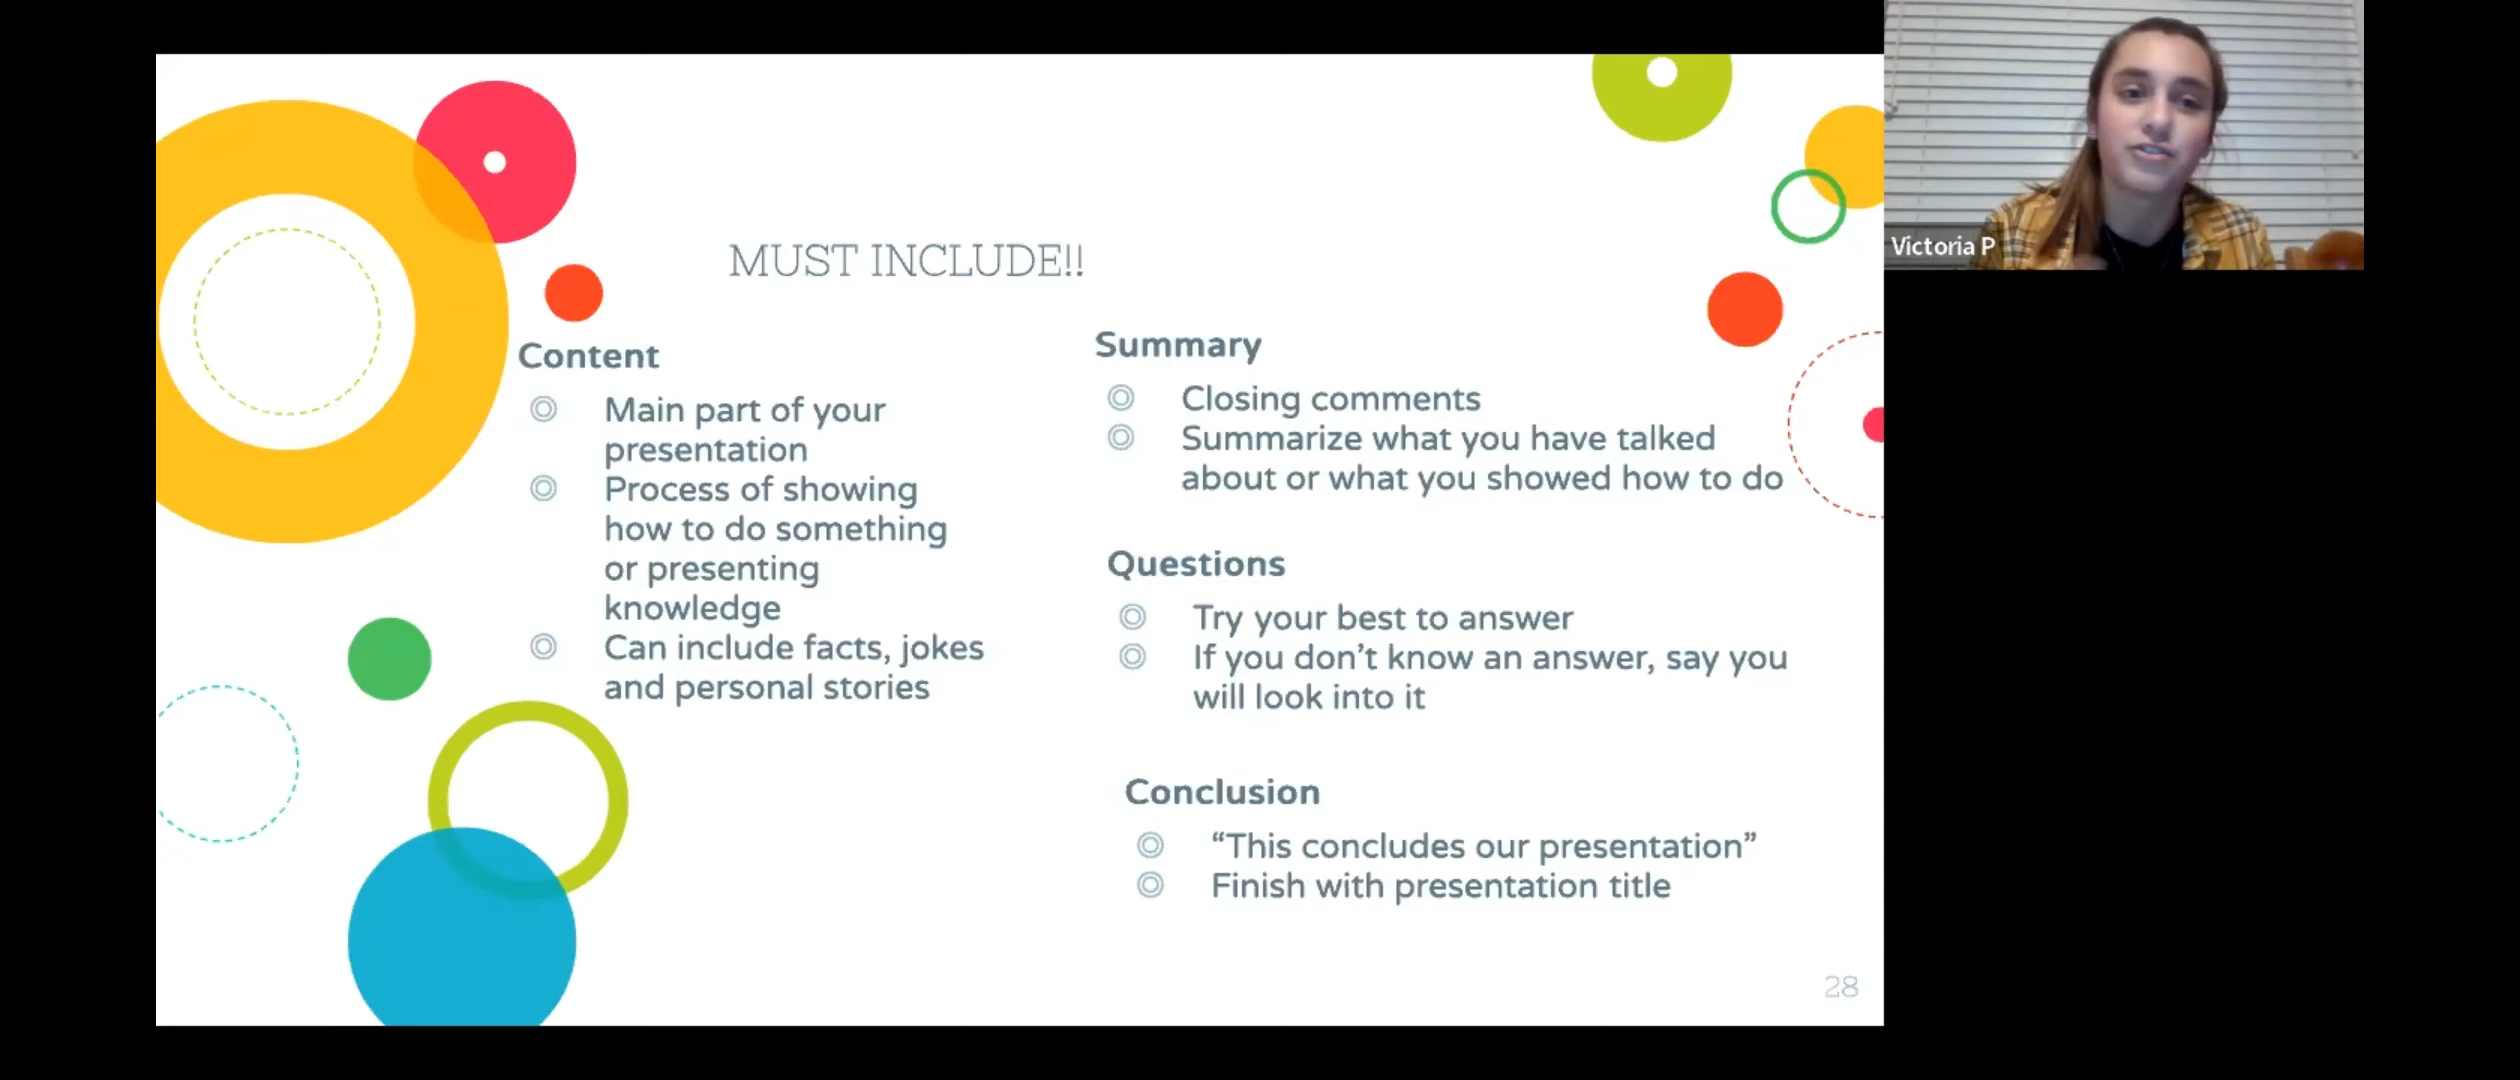 MUST INCLUDE!!
Content
Main part of your
presentation
Process of showing
how to do something
or presenting
knowledge
Can include facts, jokes
and personal stories
Summary
Closing comments
Summarize what you have talked
about or what you showed how to do
Questions
Try your best to answer
If you don’t know an answer, say you
will look into it
Conclusion
“This concludes our presentation”
Finish with presentation title
28
Victoria P